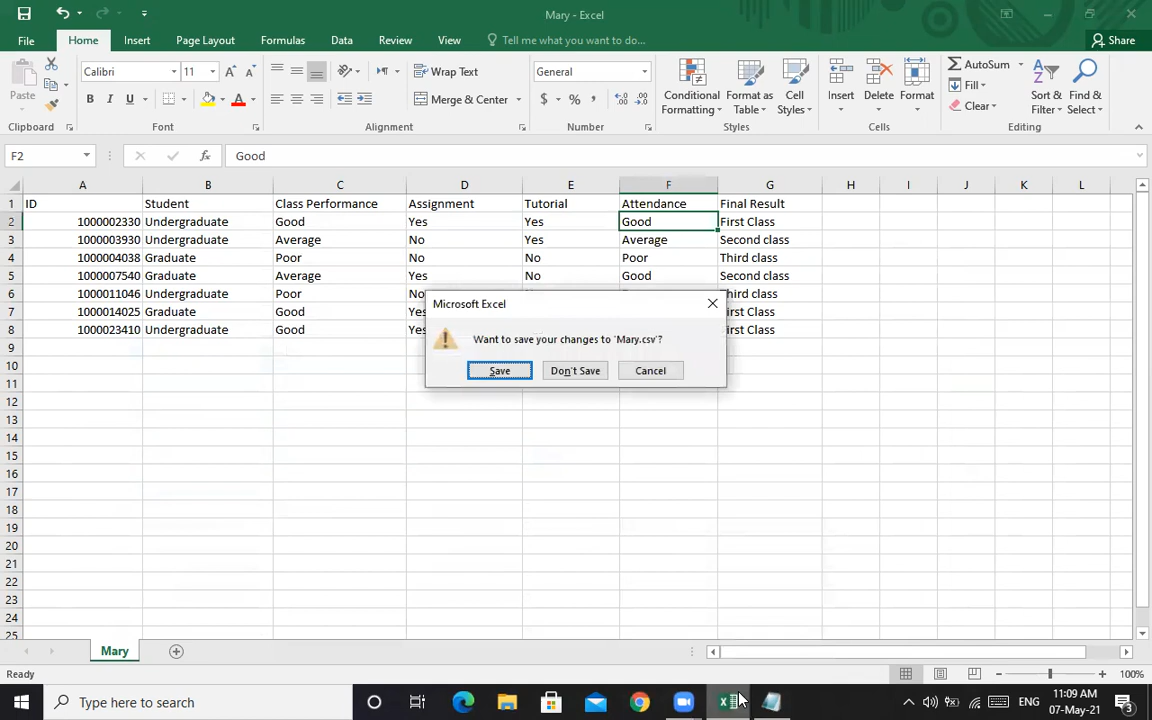 Mary - Excel
File Home Insert Page Layout Formulas Data Review View Tell me what you want to do... Share
Paste Calibri 11 B I U Wrap Text Merge & Center General $ % , Conditional Formatting Format as Table Cell Styles Insert Delete Format AutoSum Fill Clear Sort & Filter Find & Select
Clipboard Font Alignment Number Styles Cells Editing
F2 fx Good
A B C D E F G H I J K L
1 ID Student Class Performance Assignment Tutorial Attendance Final Result
2 1000002330 Undergraduate Good Yes Yes Good First Class
3 1000003930 Undergraduate Average No Yes Average Second class
4 1000004038 Graduate Poor No No Poor Third class
5 1000007540 Graduate Average Yes No Good Second class
6 1000011046 Undergraduate Poor No hird class
7 1000014025 Graduate Good Yes irst Class
8 1000023410 Undergraduate Good Yes irst Class
Microsoft Excel
Want to save your changes to 'Mary.csv'?
Save Don't Save Cancel
9
10
11
12
13
14
15
16
17
18
19
20
21
22
23
24
25
Mary
Ready 100%
Type here to search ENG 11:09 AM
07-May-21 3